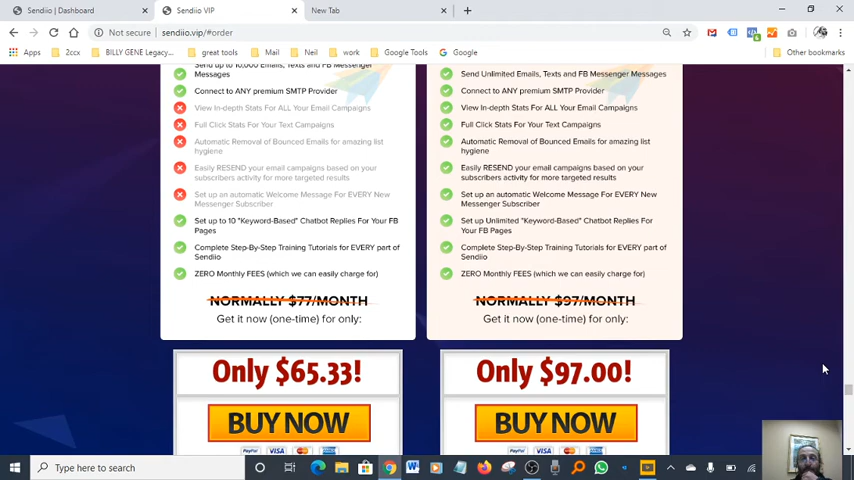 Sendiio | Dashboard
Sendiio VIP
New Tab
Not secure | sendiio.vip/#order
Apps
2ccx
BILLY GENE Legacy...
great tools
Mail
Neil
work
Google Tools
Google
Other bookmarks
Send up to 10,000 Emails, Texts and FB Messenger
Messages
Connect to ANY premium SMTP Provider
View In-depth Stats For ALL Your Email Campaigns
Full Click Stats For Your Text Campaigns
Automatic Removal of Bounced Emails for amazing list
hygiene
Easily RESEND your email campaigns based on your
subscribers activity for more targeted results
Set up an automatic Welcome Message For EVERY New
Messenger Subscriber
Set up to 10 "Keyword-Based" Chatbot Replies For Your FB
Pages
Complete Step-By-Step Training Tutorials for EVERY part of
Sendiio
ZERO Monthly FEES (which we can easily charge for)
NORMALLY $77/MONTH
Get it now (one-time) for only:
Only $65.33!
BUY NOW
PayPal VISA
Send Unlimited Emails, Texts and FB Messenger Messages
Connect to ANY premium SMTP Provider
View In-depth Stats For ALL Your Email Campaigns
Full Click Stats For Your Text Campaigns
Automatic Removal of Bounced Emails for amazing list
hygiene
Easily RESEND your email campaigns based on your
subscribers activity for more targeted results
Set up an automatic Welcome Message For EVERY New
Messenger Subscriber
Set up Unlimited "Keyword-Based" Chatbot Replies For
Your FB Pages
Complete Step-By-Step Training Tutorials for EVERY part of
Sendiio
ZERO Monthly FEES (which we can easily charge for)
NORMALLY $97/MONTH
Get it now (one-time) for only:
Only $97.00!
BUY NOW
PayPal VISA
Type here to search